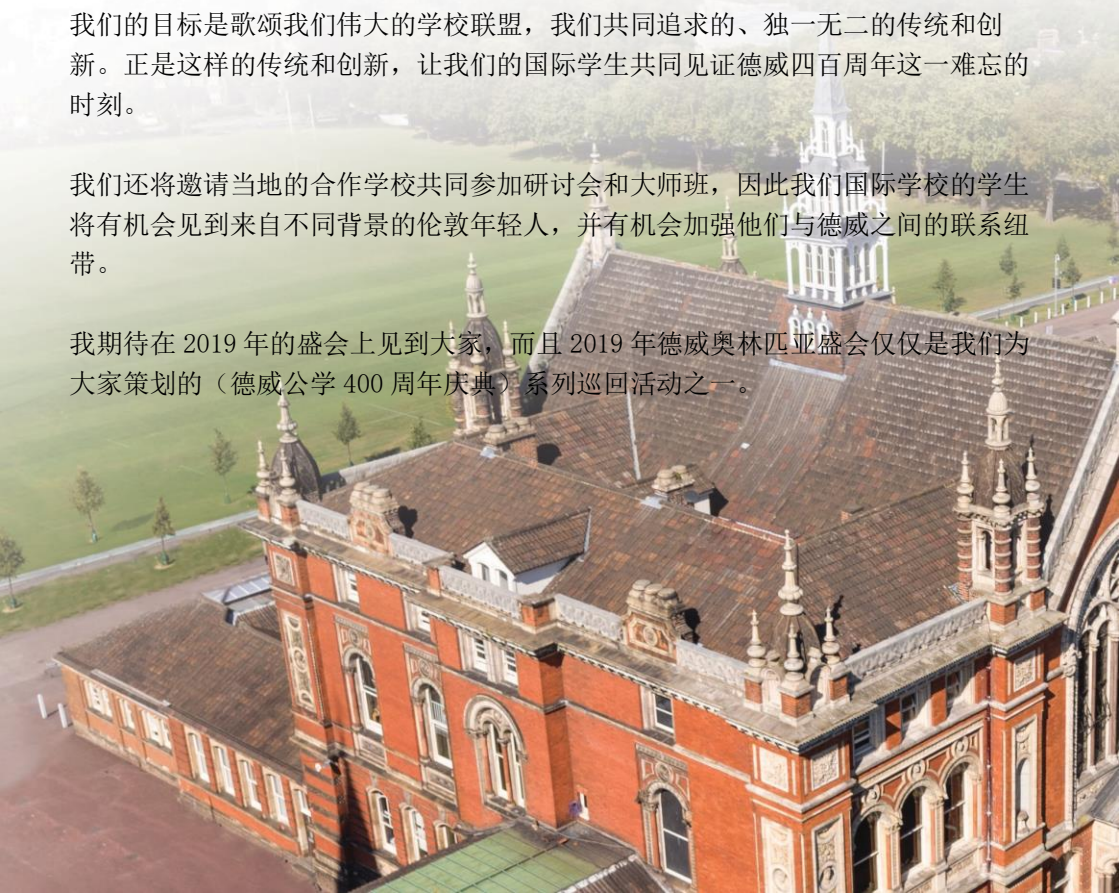 我们的目标是歌颂我们伟大的学校联盟，我们共同追求的、独一无二的传统和创
新。正是这样的传统和创新，让我们的国际学生共同见证德威四百周年这一难忘的
时刻。
我们还将邀请当地的合作学校共同参加研讨会和大师班，因此我们国际学校的学生
将有机会见到来自不同背景的伦敦年轻人，并有机会加强他们与德威之间的联系纽
带。
我期待在 2019 年的盛会上见到大家，而且 2019 年德威奥林匹亚盛会仅仅是我们为
大家策划的（德威公学 400 周年庆典）系列巡回活动之一。